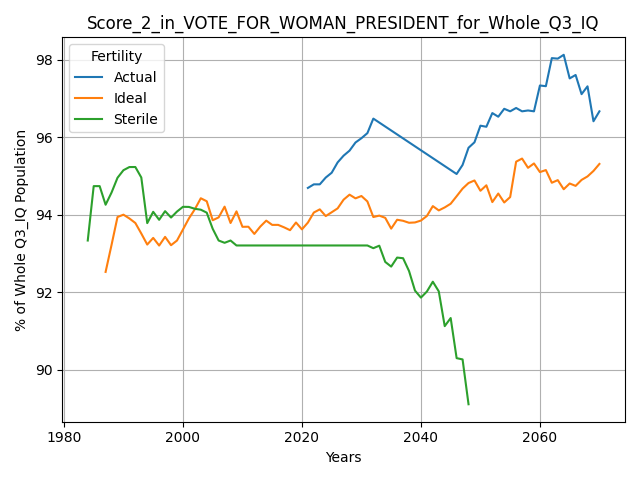 Score_2_in_VOTE_FOR_WOMAN_PRESIDENT_for_Whole_Q3_IQ
Fertility
Actual
Ideal
Sterile
% of Whole Q3_IQ Population
98
96
94
92
90
1980
2000
2020
2040
2060
Years